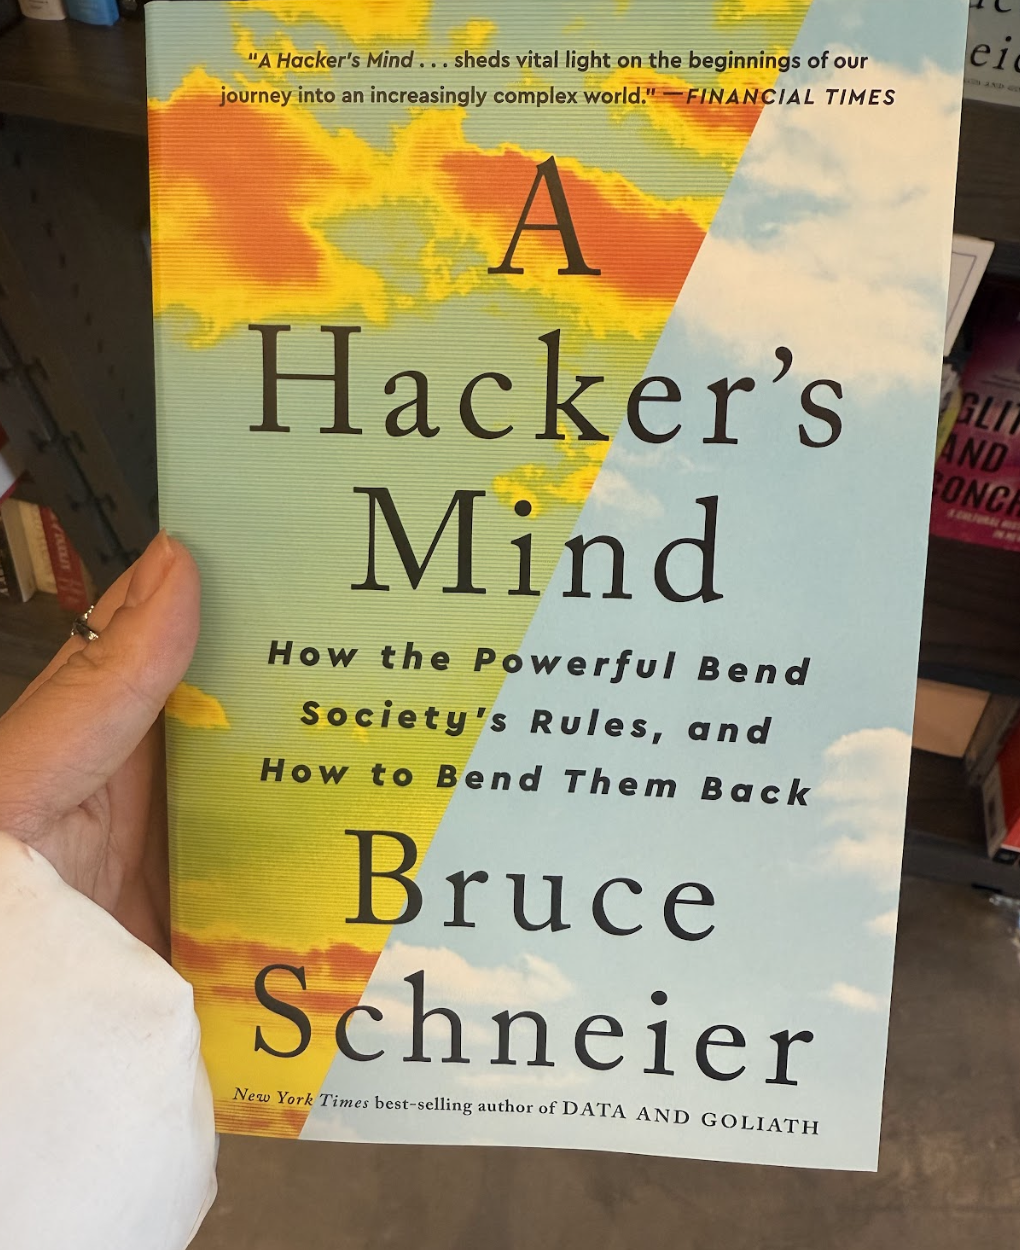 "A Hacker's Mind . . . sheds vital light on the beginnings of our
journey into an increasingly complex world." —FINANCIAL TIMES
A
Hacker's
Mind
How the Powerful Bend
Society's Rules, and
How to Bend Them Back
Bruce
Schneier
New York Times best-selling author of DATA AND GOLIATH
AND